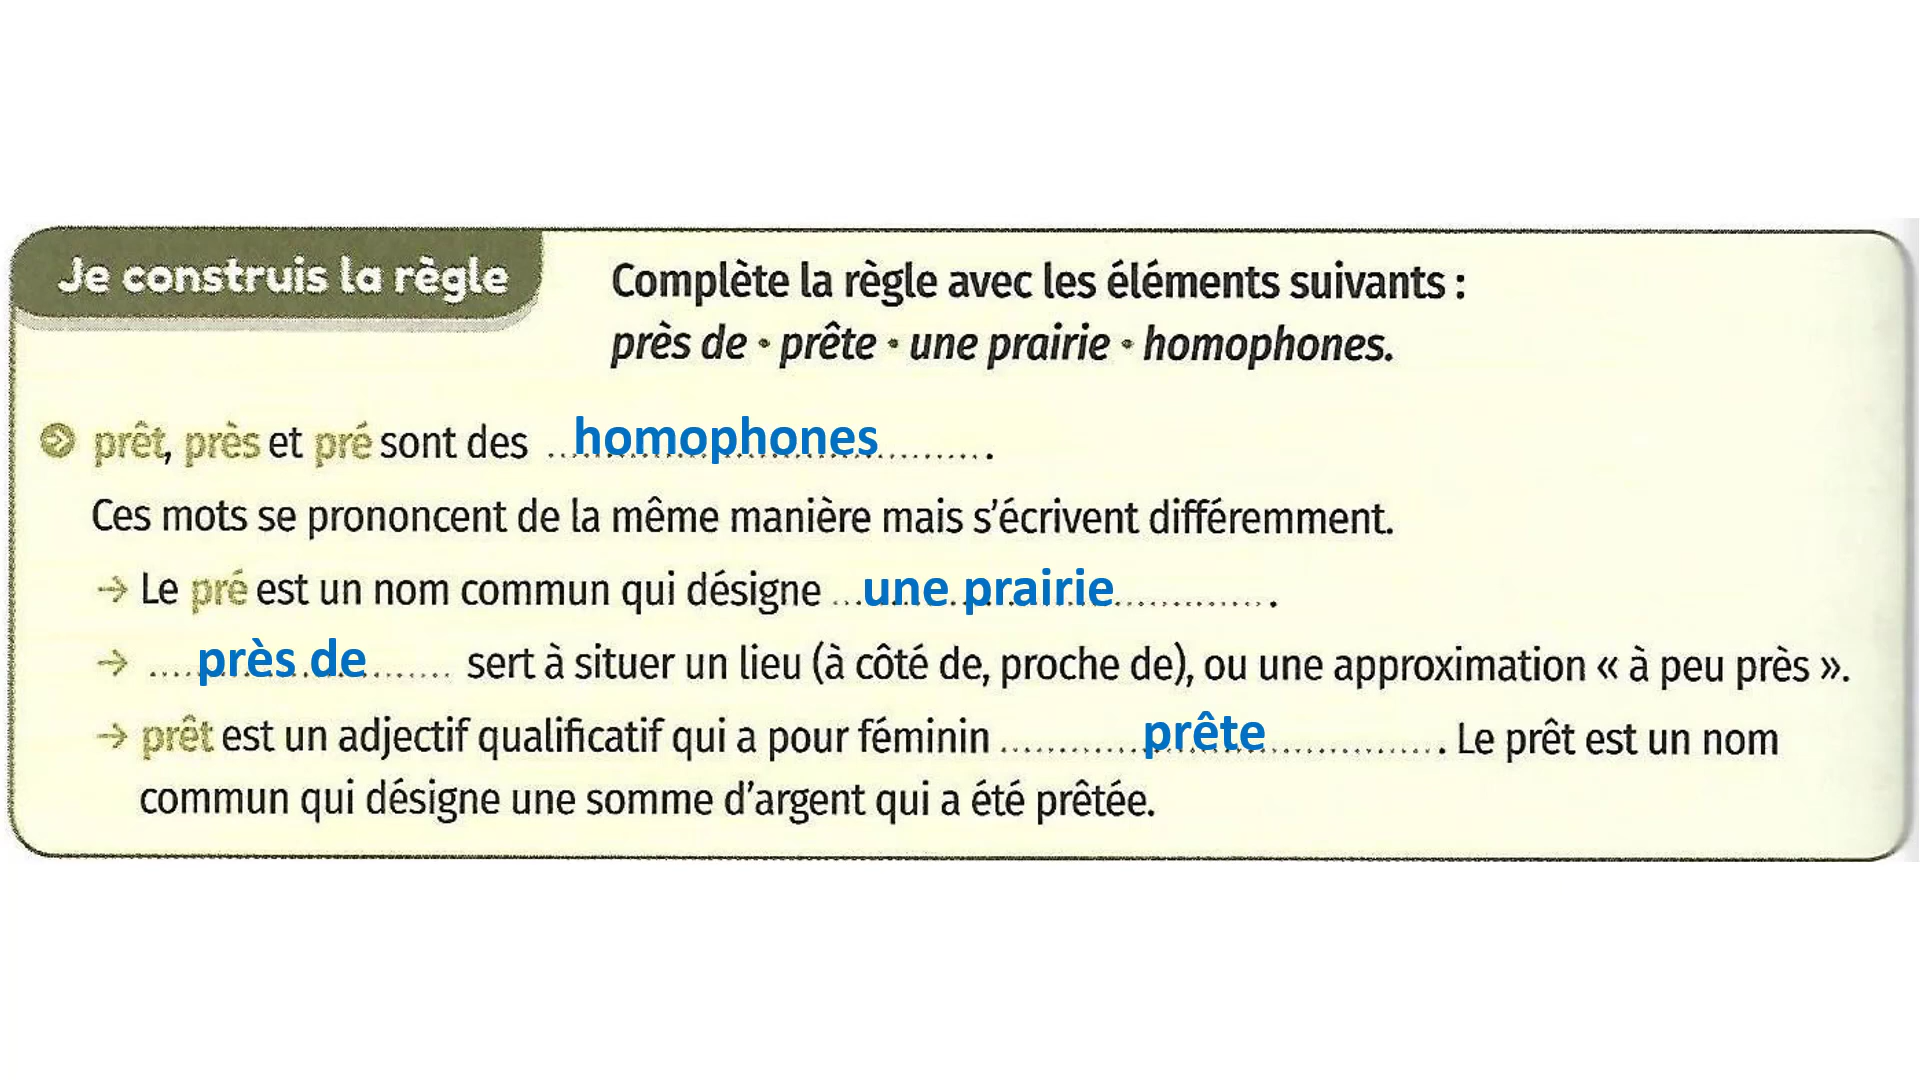 Je construis la règle
Complète la règle avec les éléments suivants :
près de • prête • une prairie • homophones.
prêt, près et pré sont des ...homophones............
Ces mots se prononcent de la même manière mais s'écrivent différemment.
→ Le pré est un nom commun qui désigne ...une prairie...............
→ ....près de....... sert à situer un lieu (à côté de, proche de), ou une approximation « à peu près ».
→ prêt est un adjectif qualificatif qui a pour féminin ............prête................ Le prêt est un nom
commun qui désigne une somme d'argent qui a été prêtée.